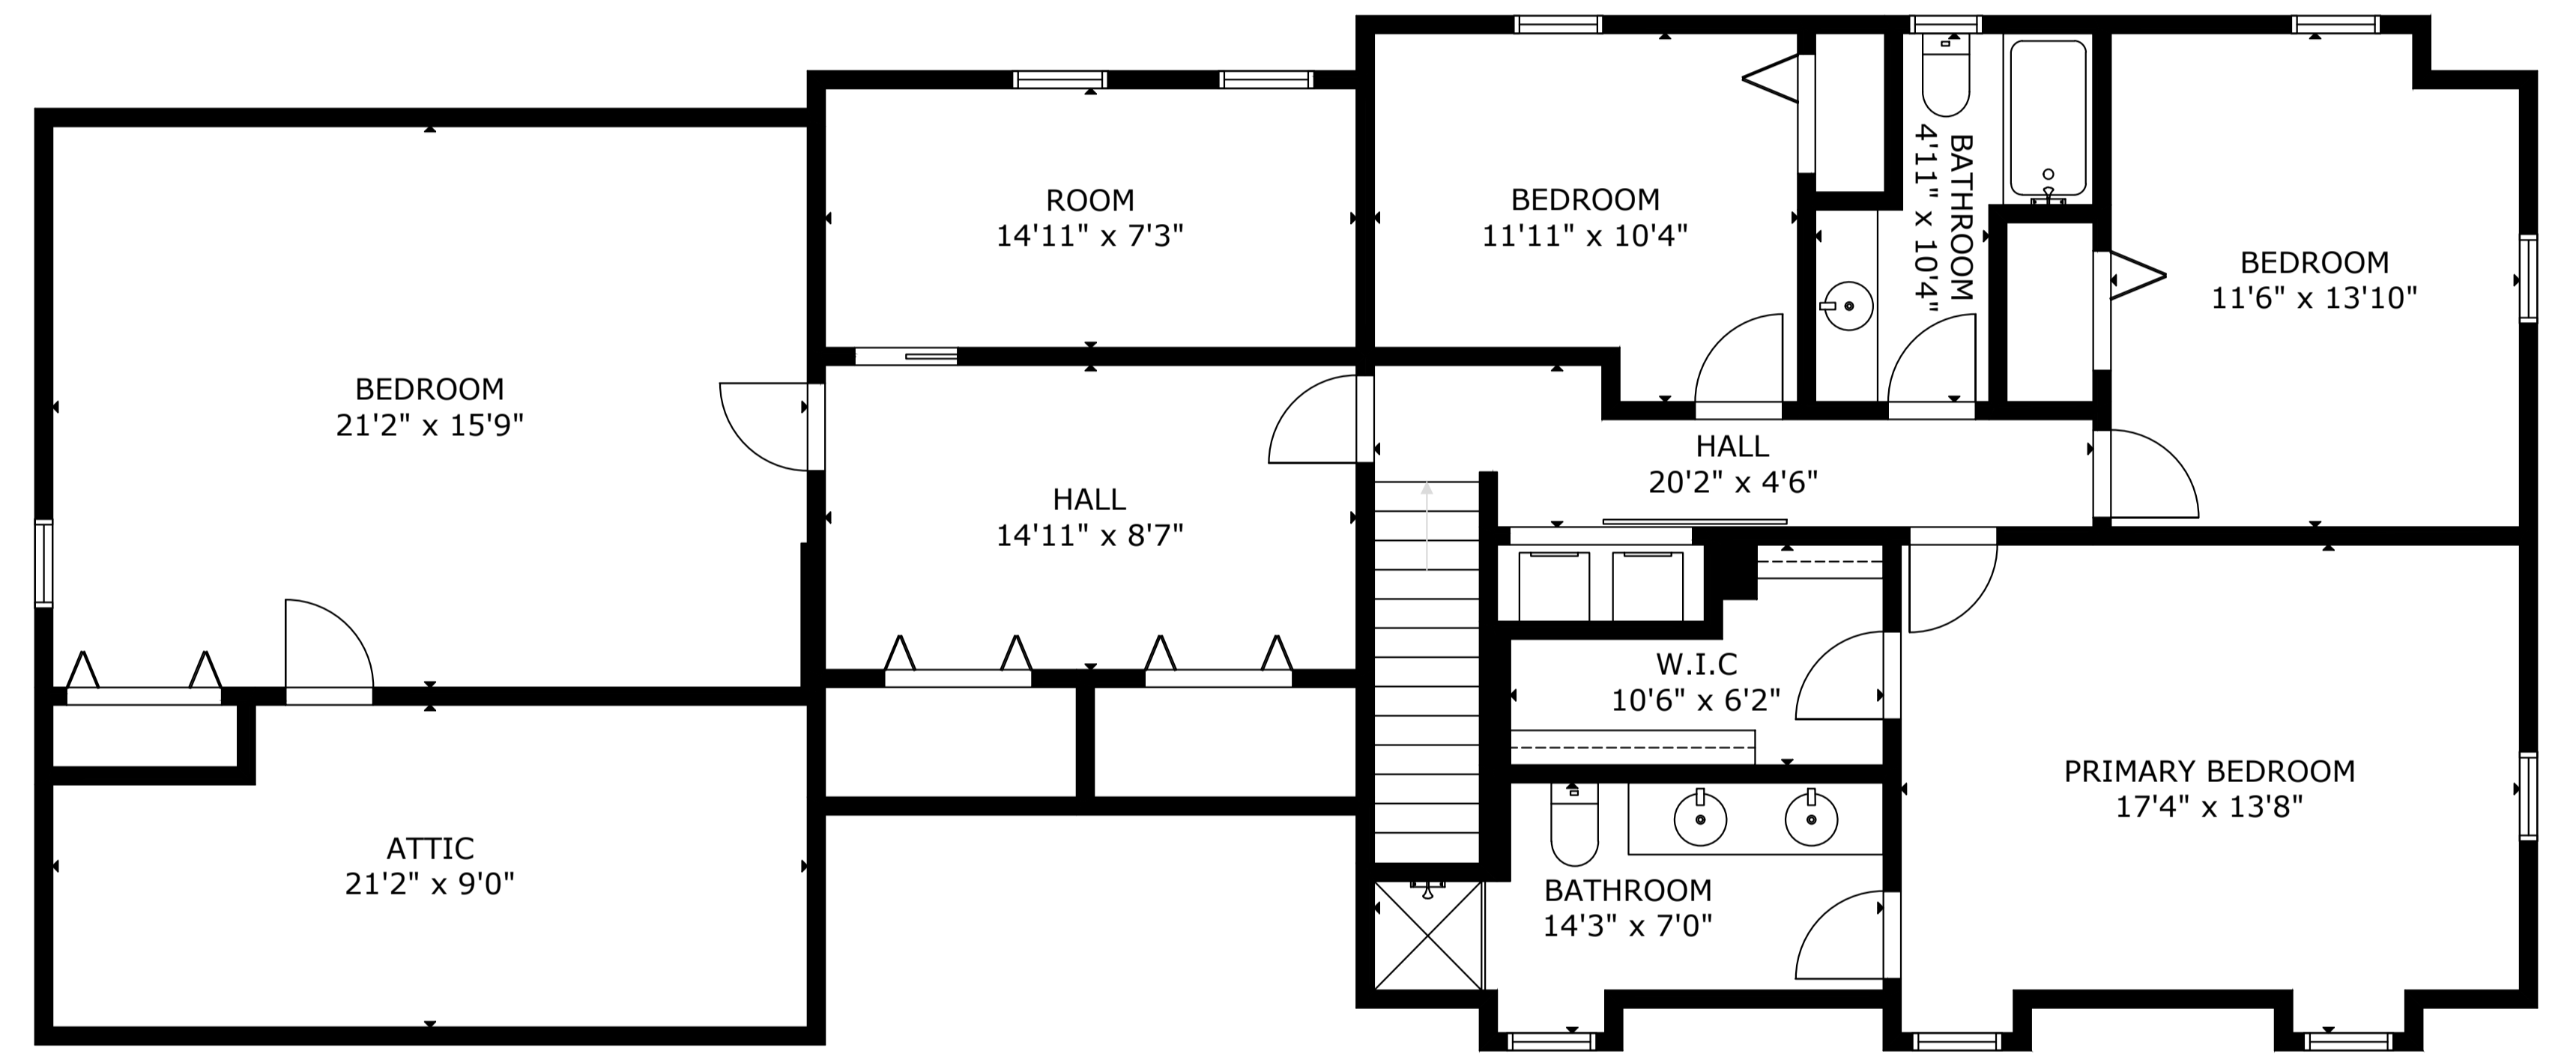 BEDROOM
21'2" x 15'9"
ROOM
14'11" x 7'3"
BEDROOM
11'11" x 10'4"
BATHROOM
4'11" x 10'4"
BEDROOM
11'6" x 13'10"
HALL
14'11" x 8'7"
HALL
20'2" x 4'6"
W.I.C
10'6" x 6'2"
PRIMARY BEDROOM
17'4" x 13'8"
ATTIC
21'2" x 9'0"
BATHROOM
14'3" x 7'0"